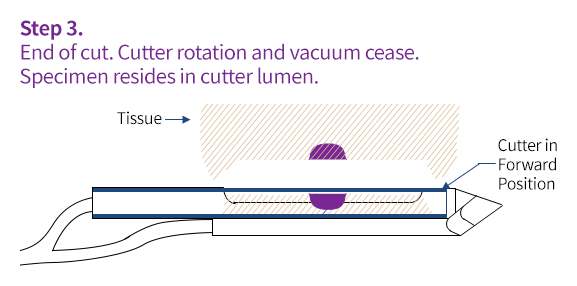 Step 3.
End of cut. Cutter rotation and vacuum cease.
Specimen resides in cutter lumen.
Tissue
Cutter in
Forward
Position